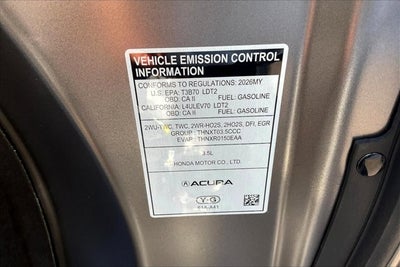 VEHICLE EMISSION CONTROL
INFORMATION
CONFORMS TO REGULATIONS: 2026MY
U.S. EPA: T3B70 LDT2
OBD: CA II FUEL: GASOLINE
CALIFORNIA: L4ULEV70 LDT2
OBD: CA II FUEL: GASOLINE
2WU-TWC, TWC, 2WR-HO2S, 2HO2S, DFI, EGR
GROUP : THNXT03.5CCC
EVAP : THNXR0150EAA
3.5L
HONDA MOTOR CO., LTD.
ACURA
Y-G